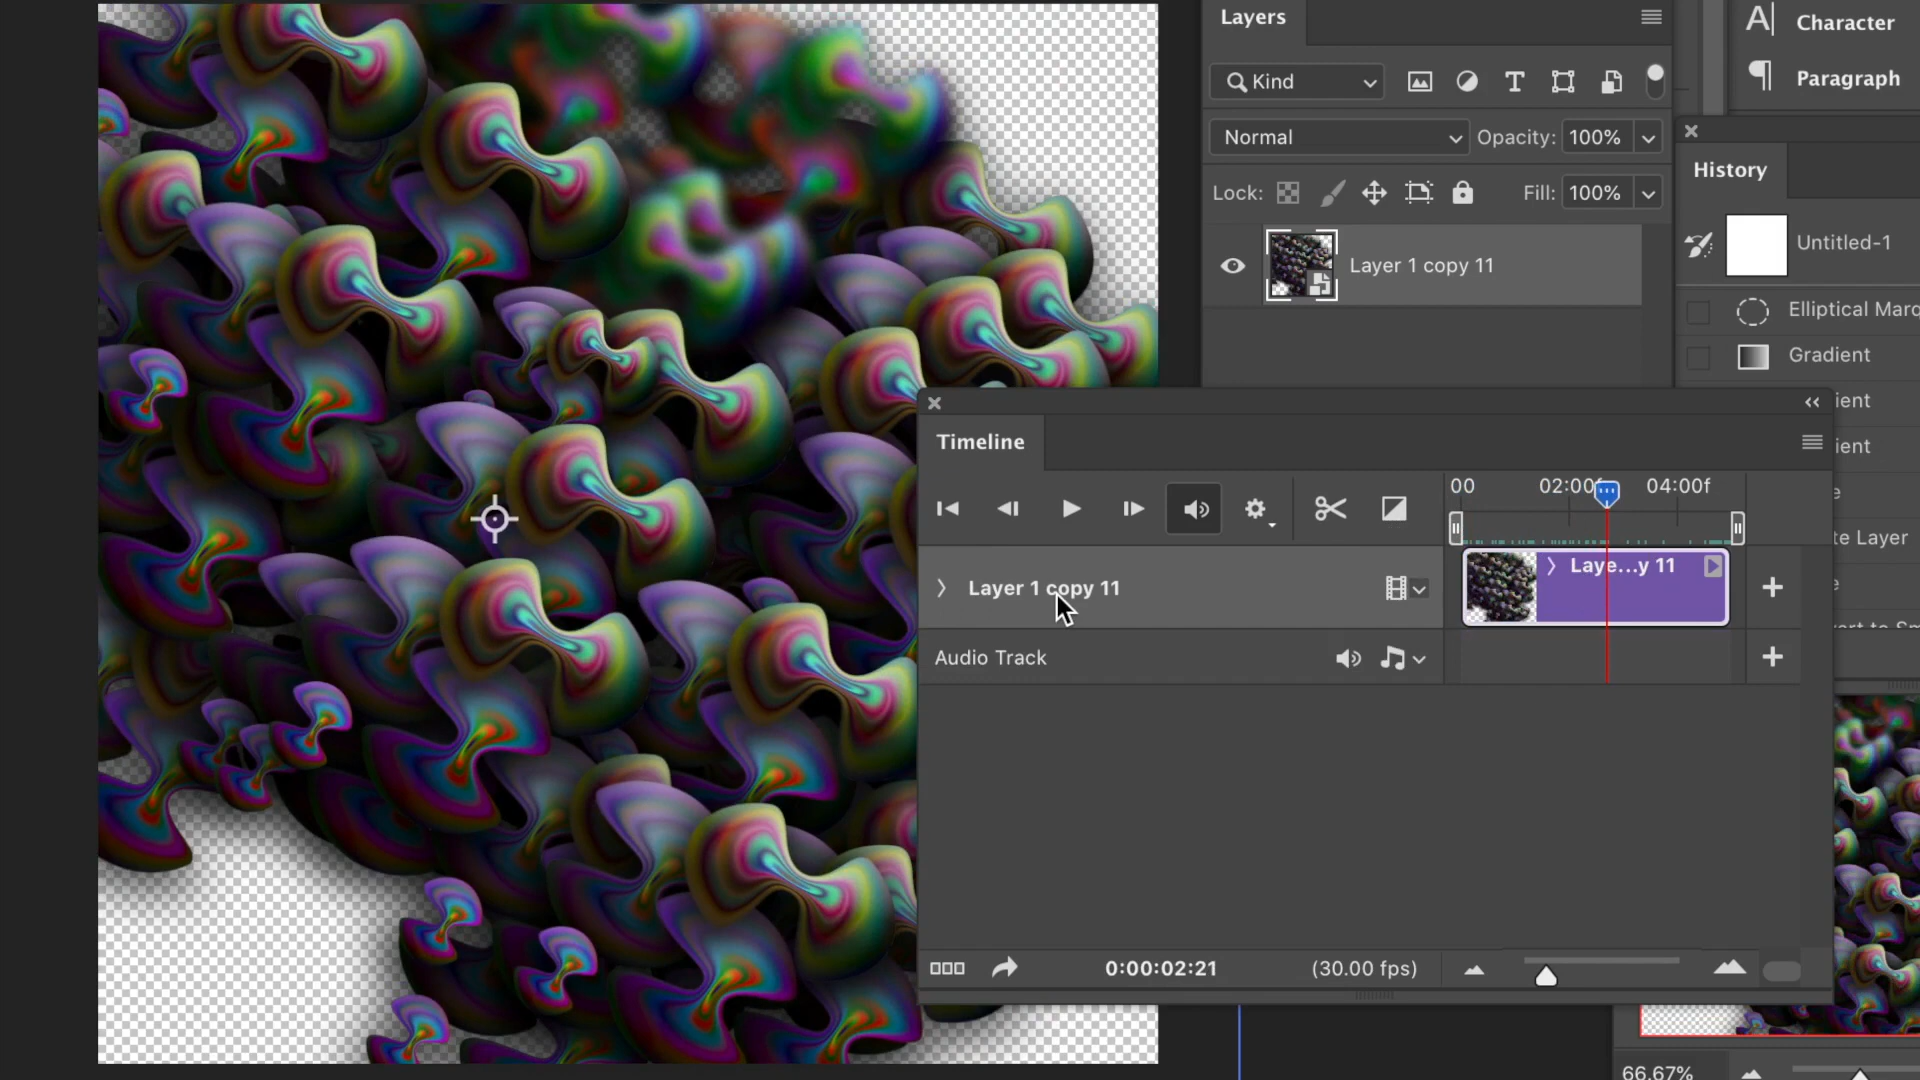 Layers
Kind
Normal
Opacity: 100%
Lock:
Fill: 100%
Layer 1 copy 11
Character
Paragraph
History
Untitled-1
Elliptical Marq
Gradient
ient
ient
e
te Layer
e
Timeline
00 02:00f 04:00f
Layer 1 copy 11
Laye...y 11
Audio Track
0:00:02:21
(30.00 fps)
66.67%